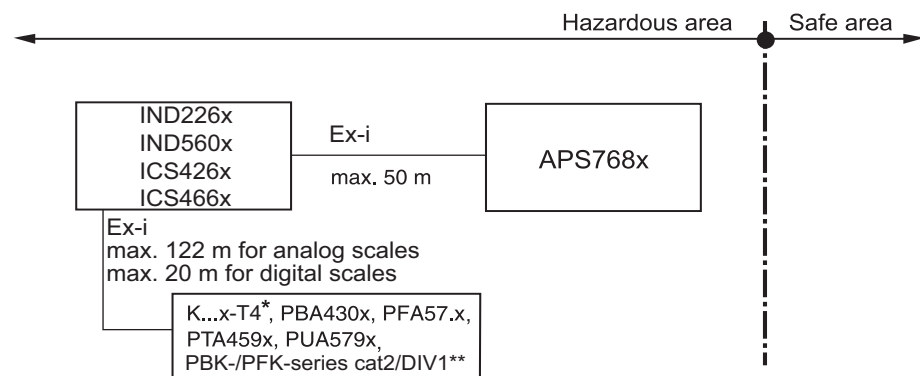 Hazardous area
Safe area
IND226x
IND560x
ICS426x
ICS466x
Ex-i
max. 50 m
APS768x
Ex-i
max. 122 m for analog scales
max. 20 m for digital scales
K...x-T4*, PBA430x, PFA57.x,
PTA459x, PUA579x,
PBK-/PFK-series cat2/DIV1**